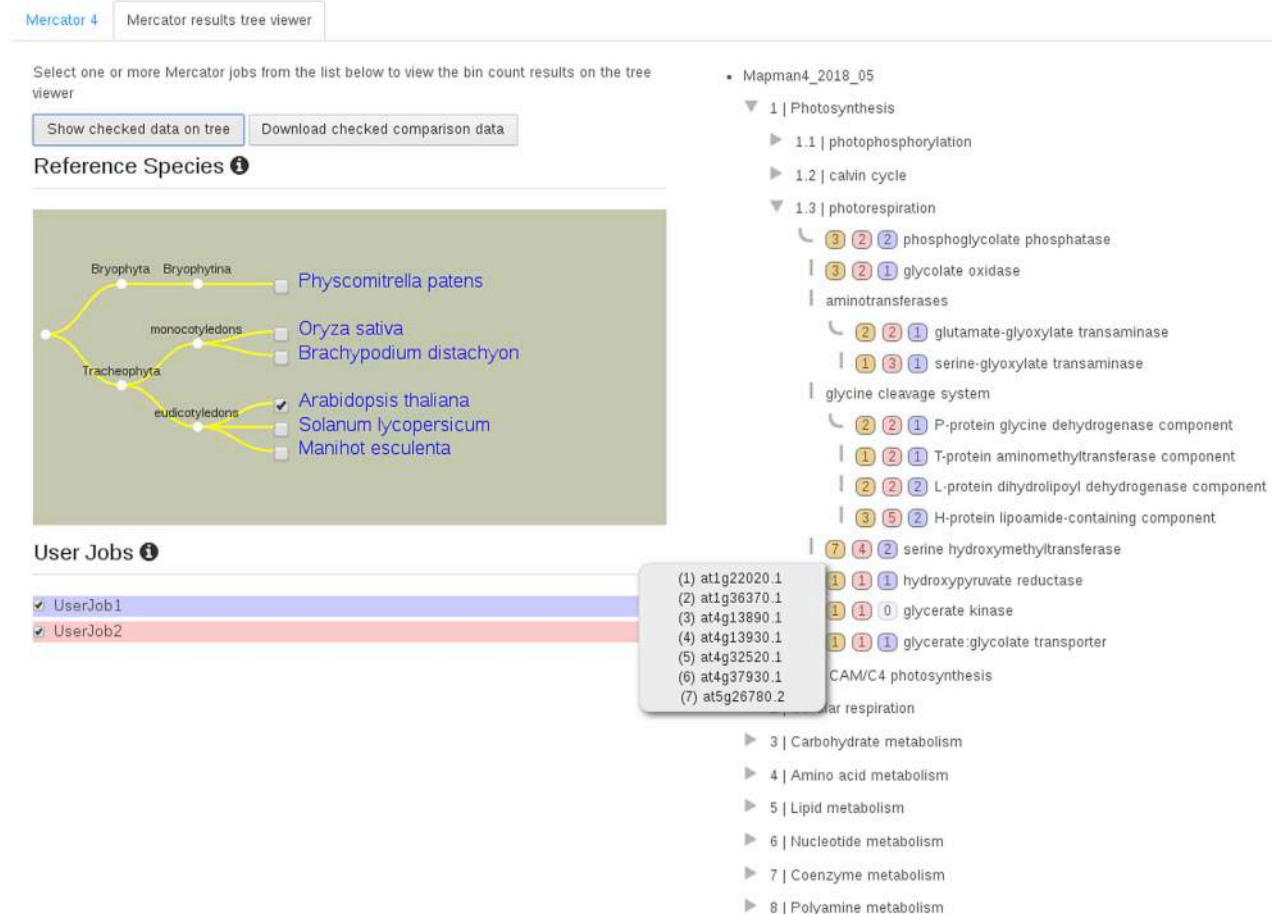 Mercator 4
Mercator results tree viewer
Select one or more Mercator jobs from the list below to view the bin count results on the tree
viewer
Show checked data on tree
Download checked comparison data
Reference Species
Bryophyta Bryophytina
Physcomitrella patens
monocotyledons
Oryza sativa
Brachypodium distachyon
Tracheophyta
Arabidopsis thaliana
eudicotyledons
Solanum lycopersicum
Manihot esculenta
User Jobs
UserJob1
UserJob2
Mapman4_2018_05
1 | Photosynthesis
1.1 | photophosphorylation
1.2 | calvin cycle
1.3 | photorespiration
3 2 2 phosphoglycolate phosphatase
3 2 1 glycolate oxidase
aminotransferases
2 2 1 glutamate-glyoxylate transaminase
1 3 1 serine-glyoxylate transaminase
glycine cleavage system
2 2 1 P-protein glycine dehydrogenase component
1 2 1 T-protein aminomethyltransferase component
2 2 2 L-protein dihydrolipoyl dehydrogenase component
3 5 2 H-protein lipoamide-containing component
7 4 2 serine hydroxymethyltransferase
1 1 1 hydroxypyruvate reductase
1 1 0 glycerate kinase
1 1 1 glycerate:glycolate transporter
CAM/C4 photosynthesis
respiration
3 | Carbohydrate metabolism
4 | Amino acid metabolism
5 | Lipid metabolism
6 | Nucleotide metabolism
7 | Coenzyme metabolism
8 | Polyamine metabolism
(1) at1g22020.1
(2) at1g36370.1
(3) at4g13890.1
(4) at4g13930.1
(5) at4g32520.1
(6) at4g37930.1
(7) at5g26780.2